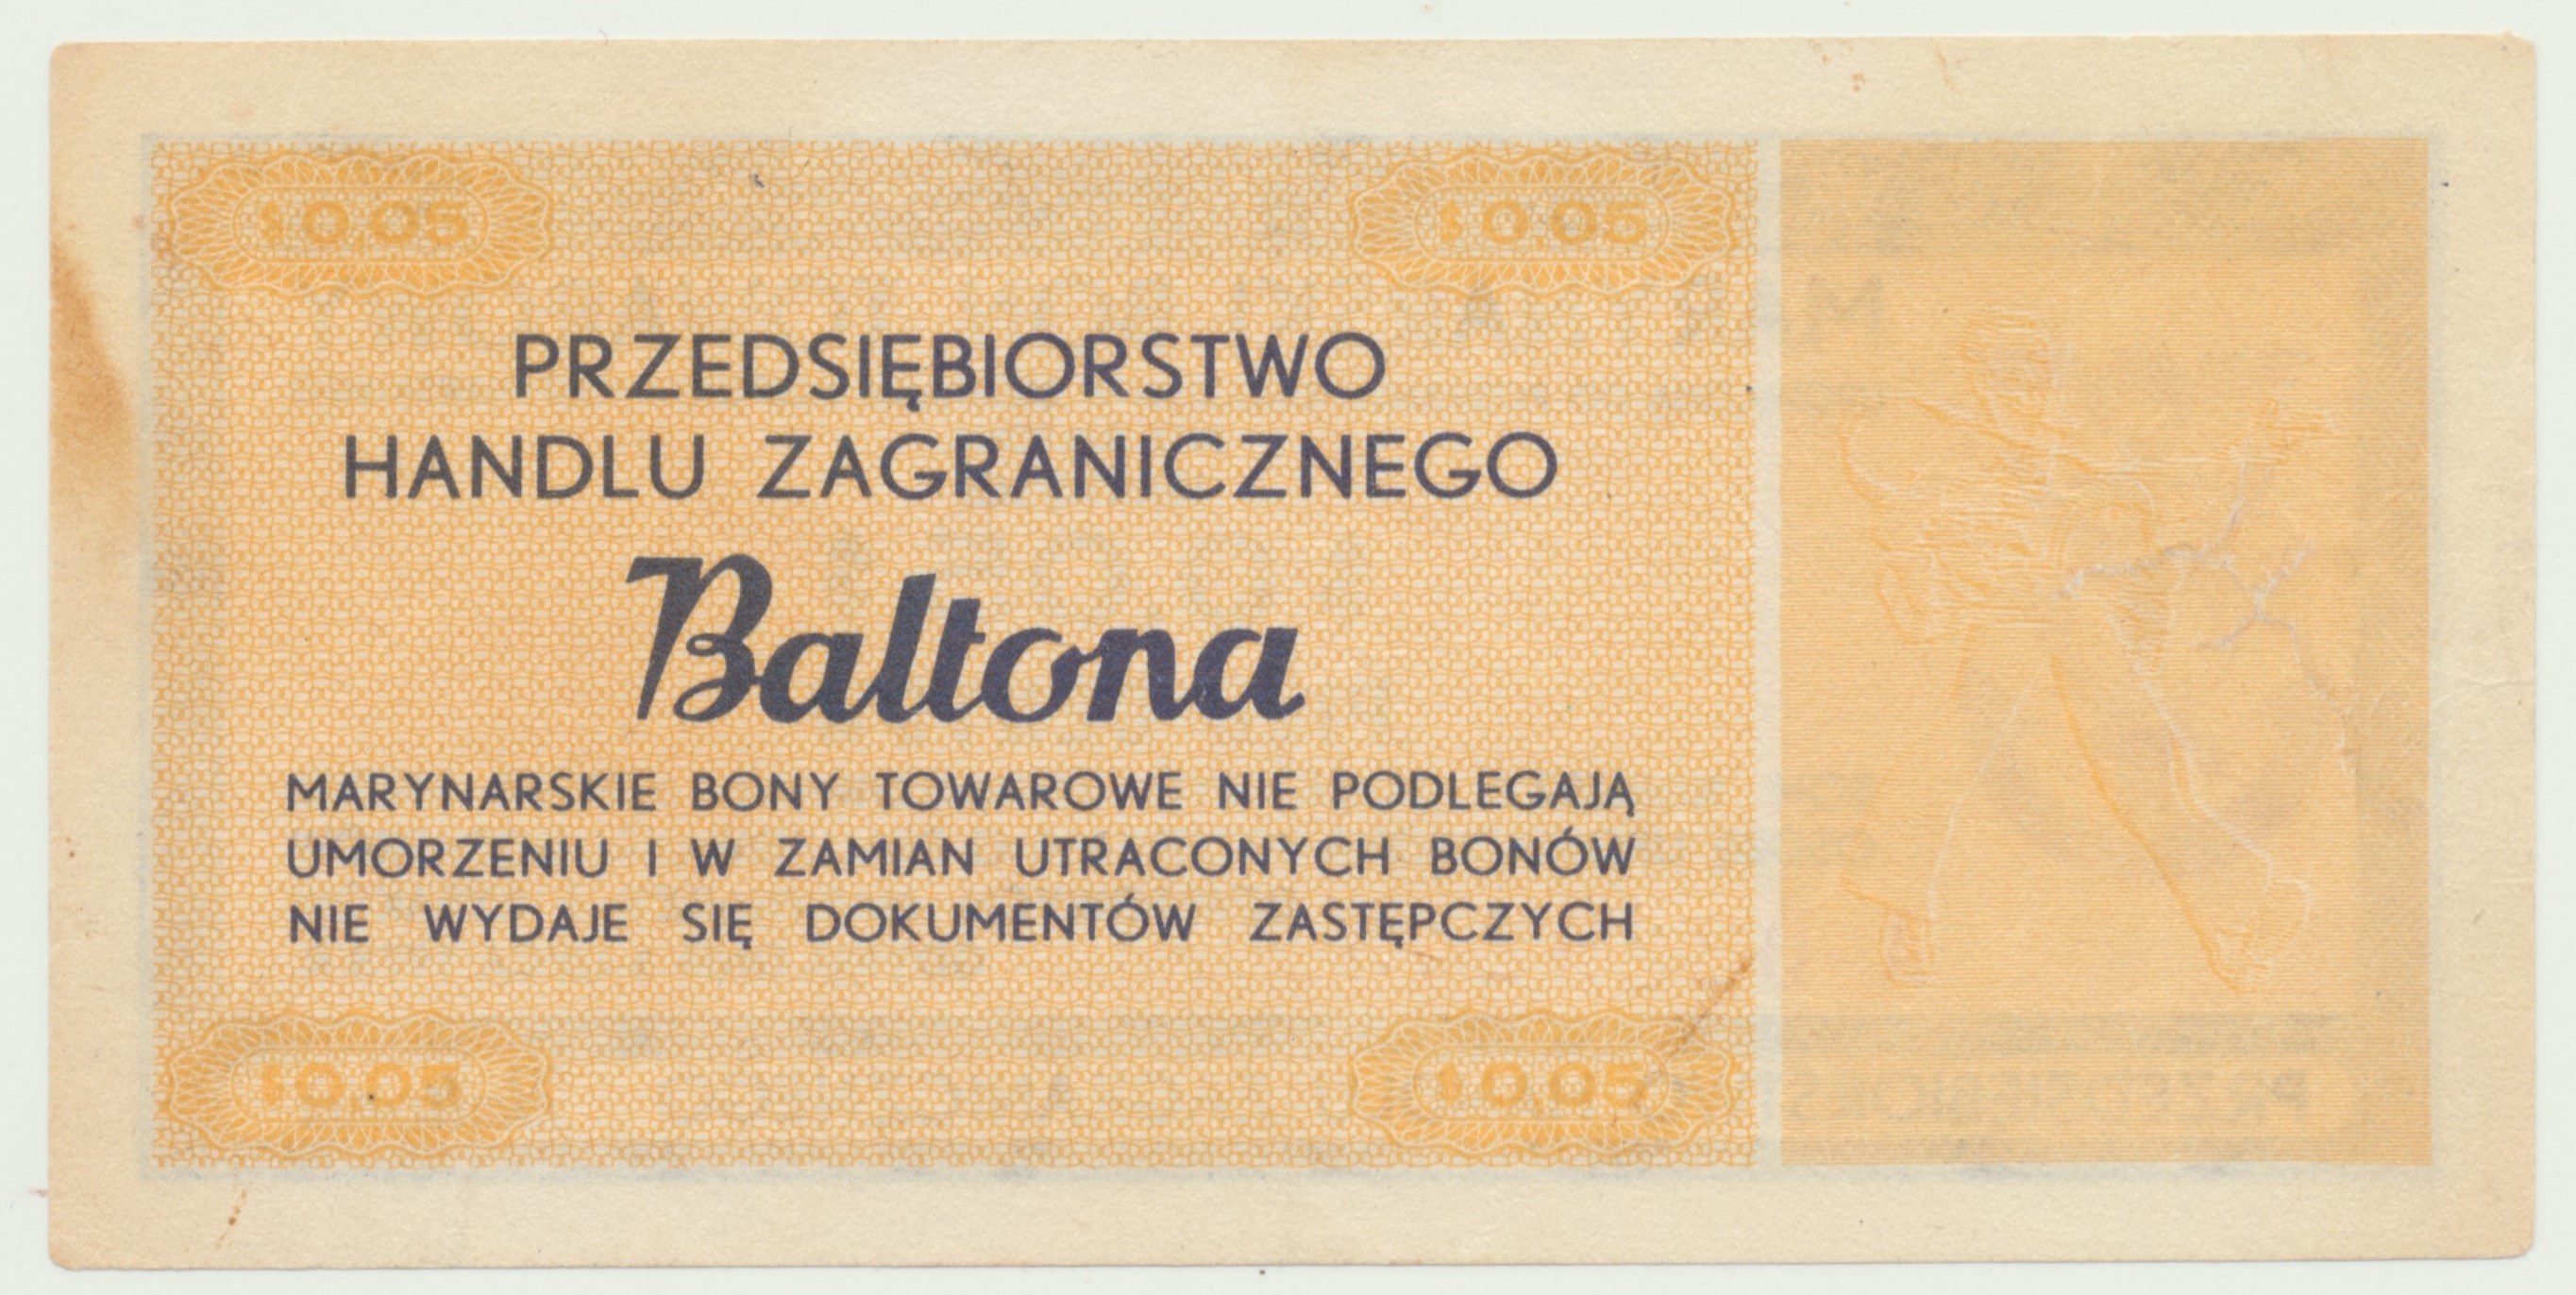 $ 0,05 $ 0,05
PRZEDSIĘBIORSTWO
HANDLU ZAGRANICZNEGO
Baltona
MARYNARSKIE BONY TOWAROWE NIE PODLEGAJĄ
UMORZENIU I W ZAMIAN UTRACONYCH BONÓW
NIE WYDAJE SIĘ DOKUMENTÓW ZASTĘPCZYCH
$ 0,05 $ 0,05